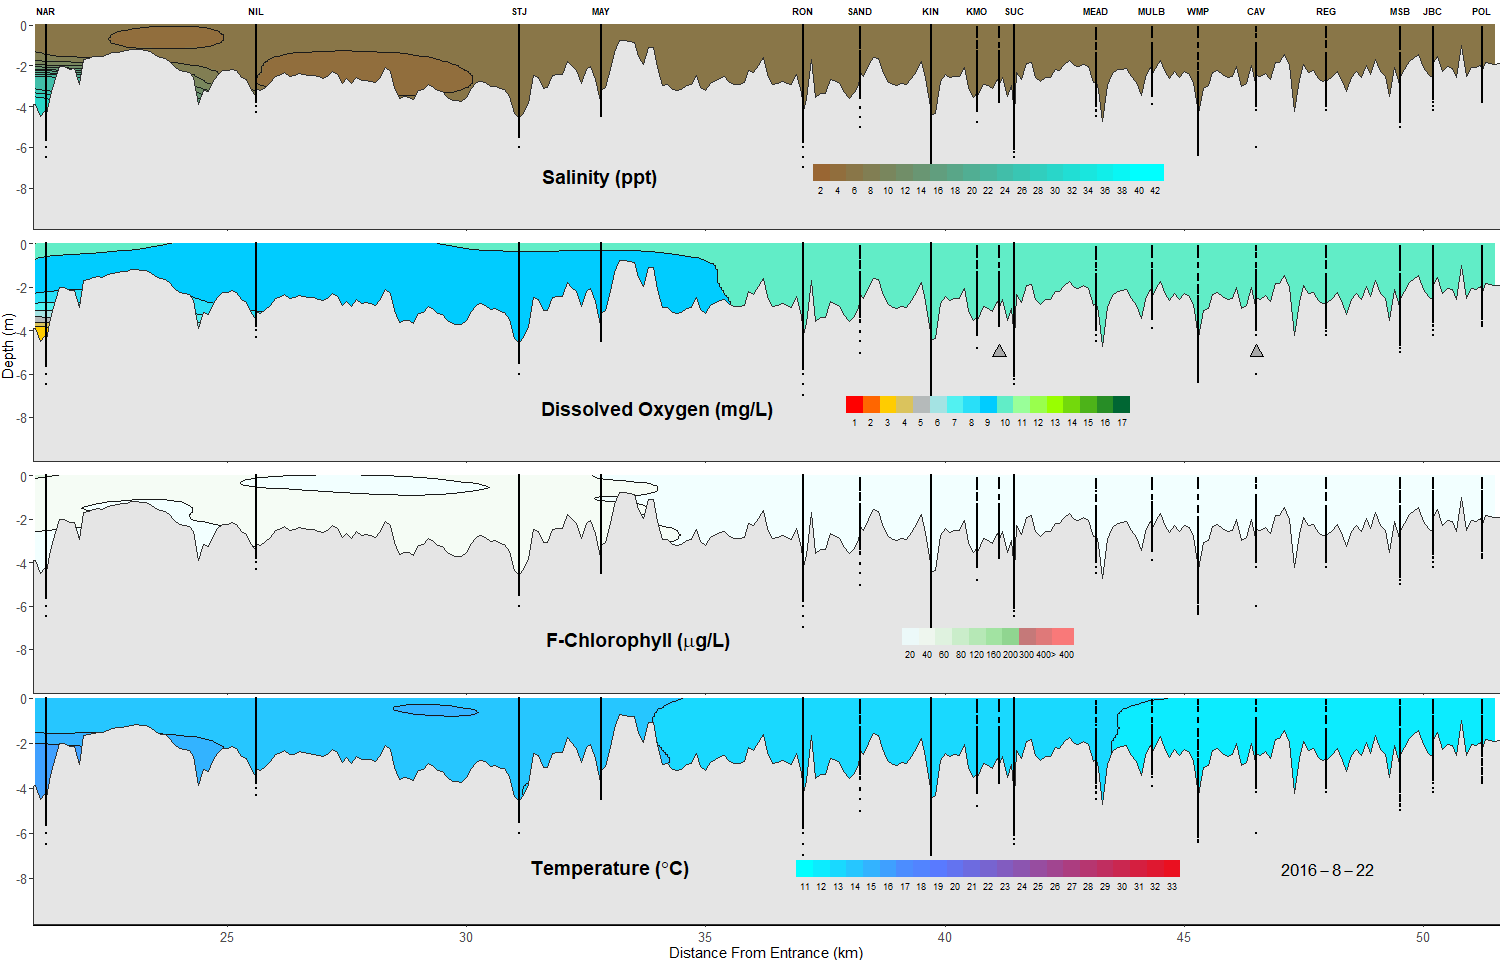 NAR NIL STJ MAY RON SAND KIN KMO SUC MEAD MULB WMP CAV REG MSB JBC POL
0
-2
-4
-6
-8
Salinity (ppt)
2 4 6 8 10 12 14 16 18 20 22 24 26 28 30 32 34 36 38 40 42
0
-2
-4
-6
-8
Depth (m)
Dissolved Oxygen (mg/L)
1 2 3 4 5 6 7 8 9 10 11 12 13 14 15 16 17
0
-2
-4
-6
-8
F-Chlorophyll (µg/L)
20 40 60 80 120 160 200 300 400 > 400
0
-2
-4
-6
-8
Temperature (°C)
11 12 13 14 15 16 17 18 19 20 21 22 23 24 25 26 27 28 29 30 31 32 33
2016 – 8 – 22
25 30 35 40 45 50
Distance From Entrance (km)